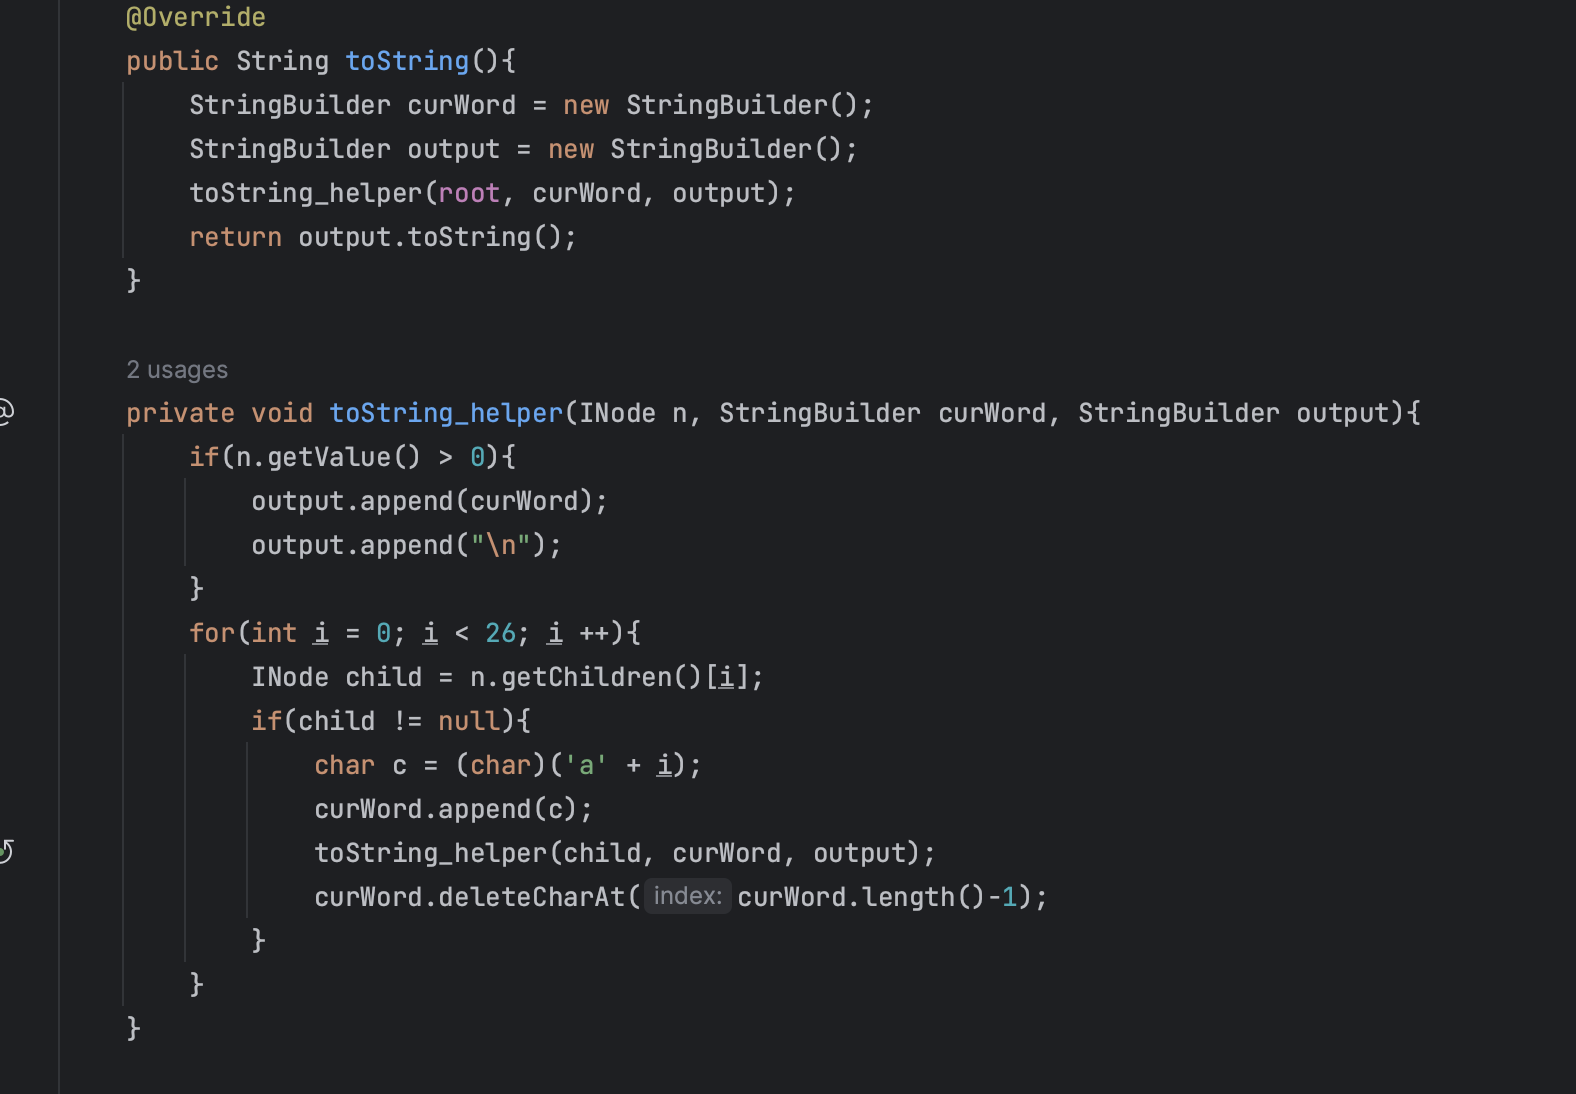 @Override
public String toString(){
    StringBuilder curWord = new StringBuilder();
    StringBuilder output = new StringBuilder();
    toString_helper(root, curWord, output);
    return output.toString();
}
2 usages
@
private void toString_helper(INode n, StringBuilder curWord, StringBuilder output){
    if(n.getValue() > 0){
        output.append(curWord);
        output.append("\n");
    }
    for(int i = 0; i < 26; i ++){
        INode child = n.getChildren()[i];
        if(child != null){
            char c = (char)('a' + i);
            curWord.append(c);
            toString_helper(child, curWord, output);
            curWord.deleteCharAt( index: curWord.length()-1);
        }
    }
}